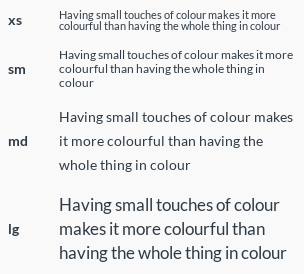 xs
Having small touches of colour makes it more
colourful than having the whole thing in colour
sm
Having small touches of colour makes it more
colourful than having the whole thing in
colour
md
Having small touches of colour makes
it more colourful than having the
whole thing in colour
lg
Having small touches of colour
makes it more colourful than
having the whole thing in colour